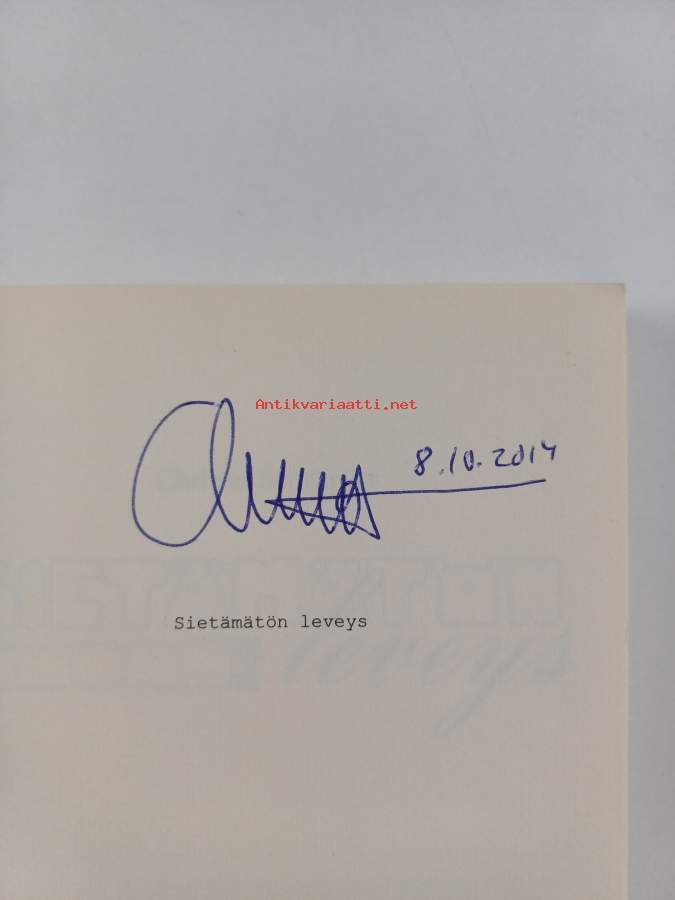 Antikvariaatti.net
8.10.2014
Sietämätön leveys